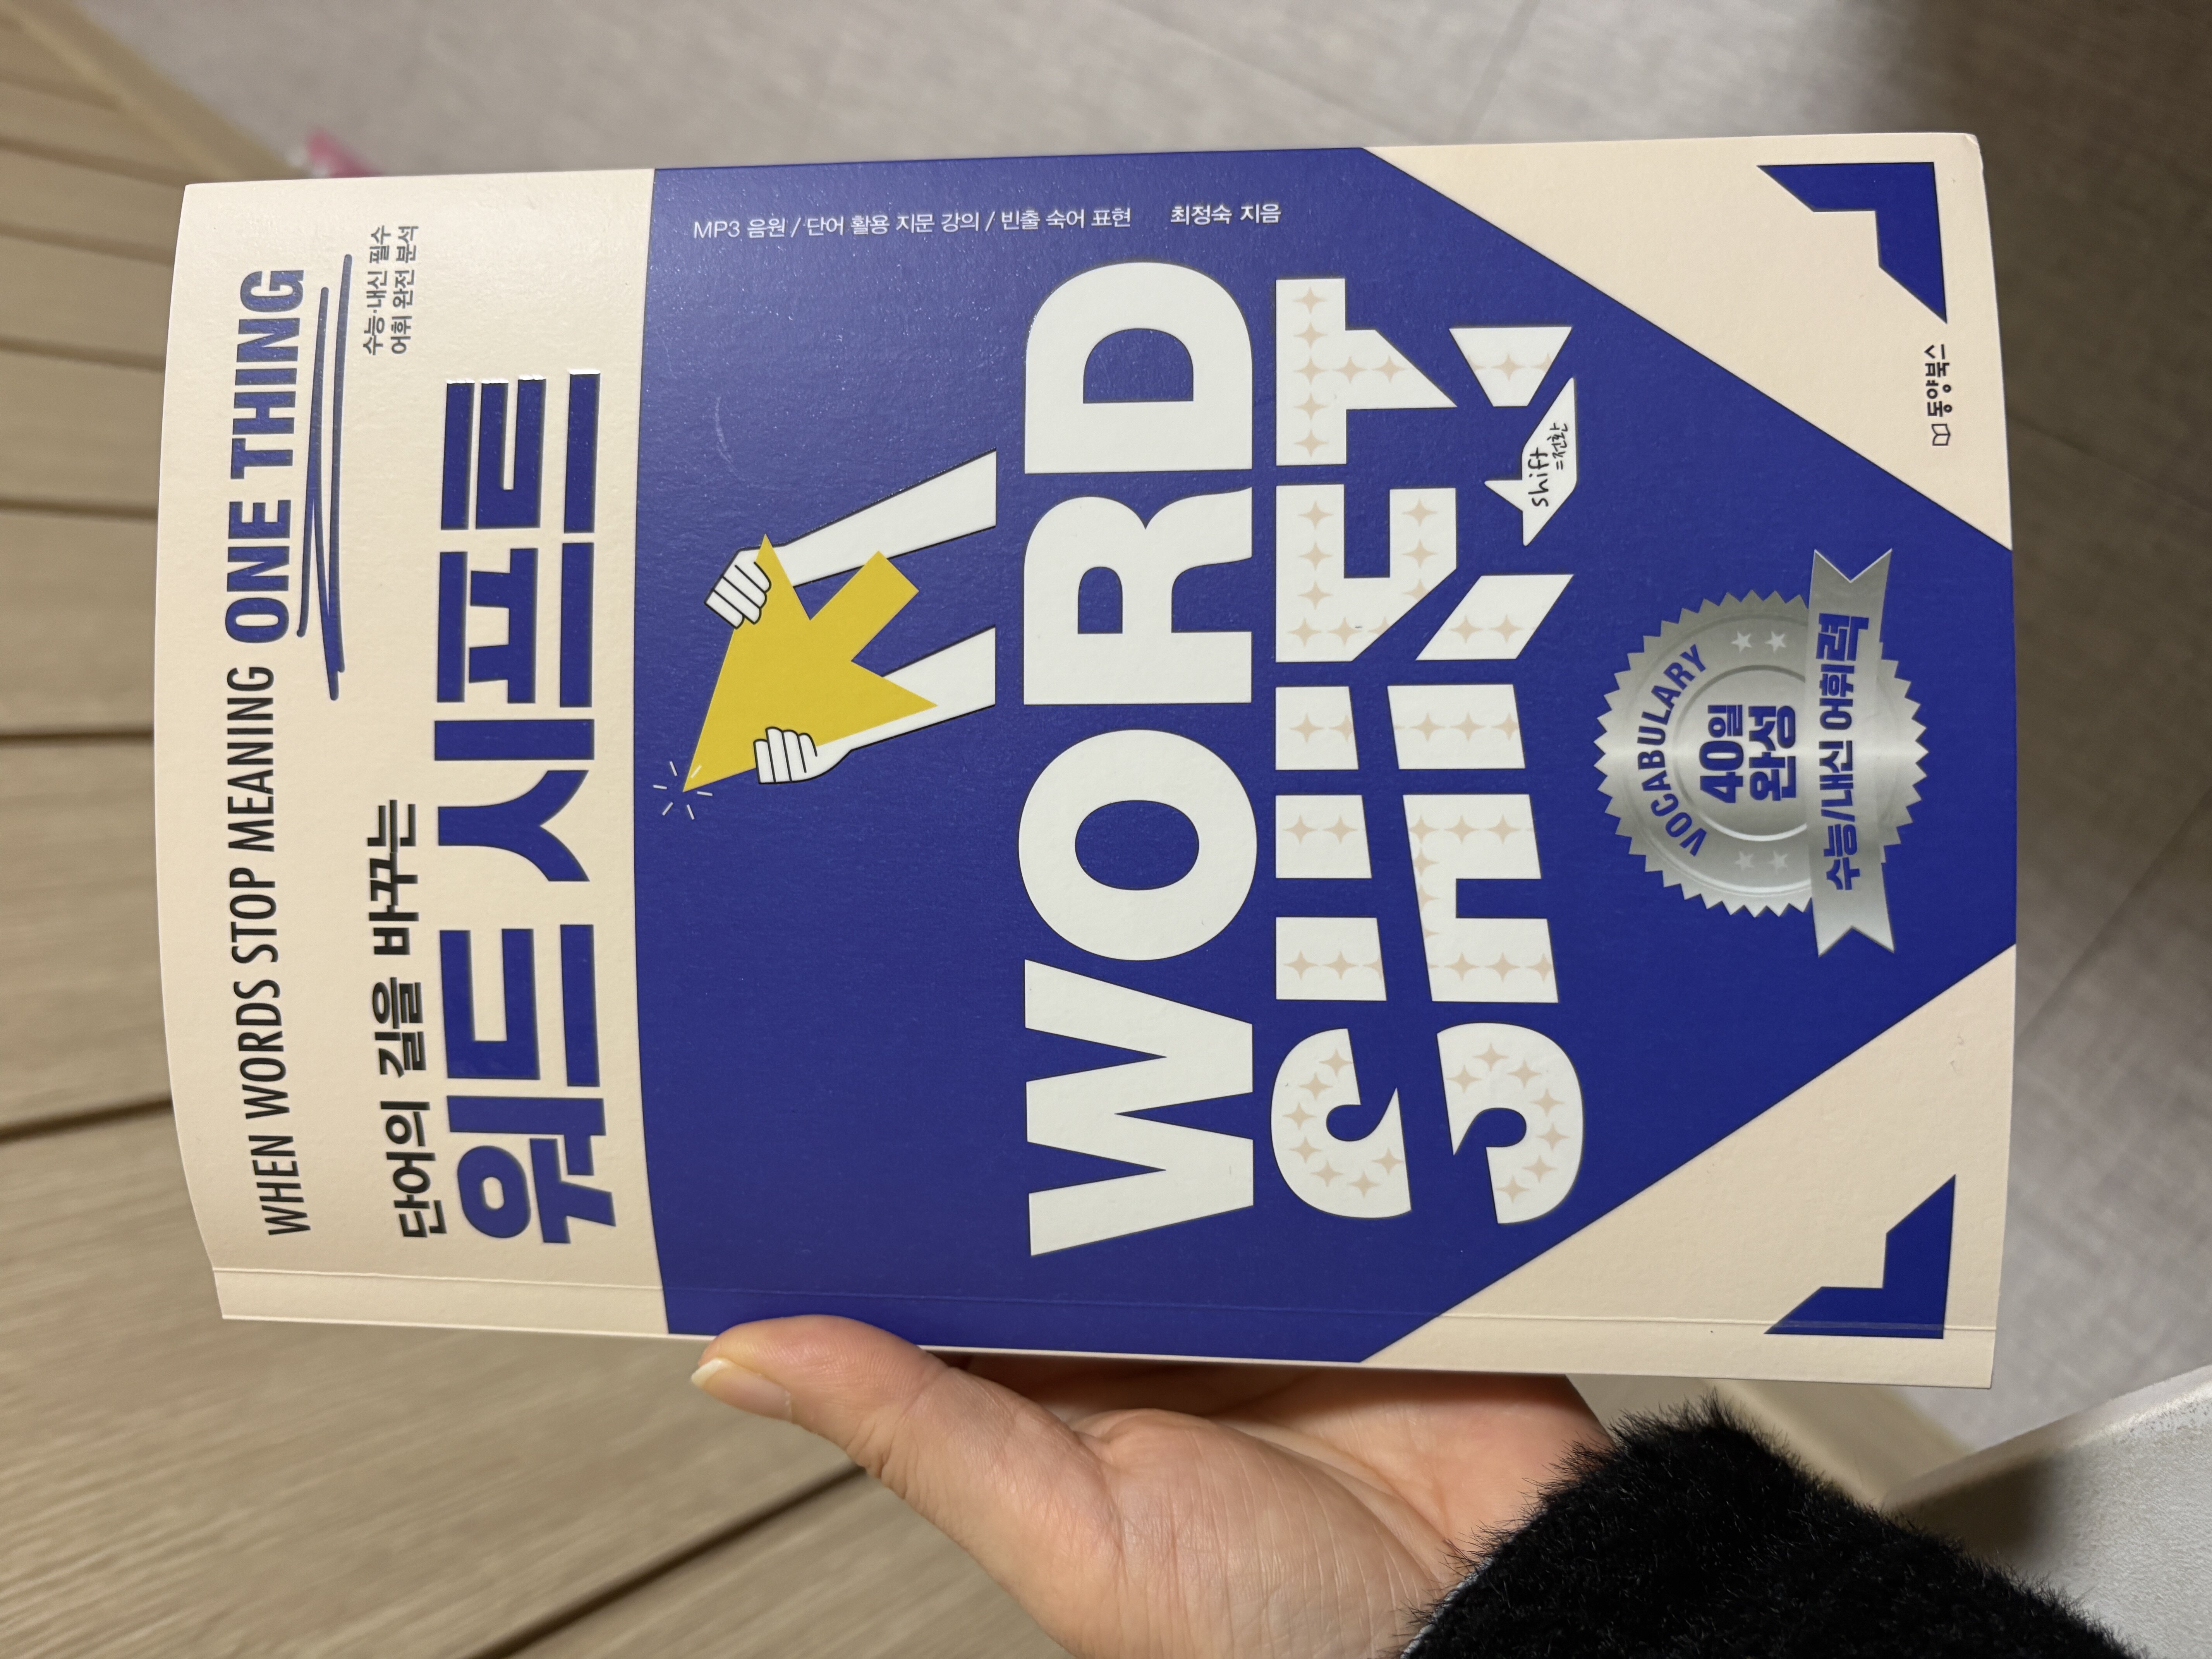 WHEN WORDS STOP MEANING ONE THING
단어의 길을 바꾸는
수능·내신 필수
어휘 완전 분석
워드 시프트
MP3 음원 / 단어 활용 지문 강의 / 빈출 숙어 표현 최정숙 지음
WORD
SHIFT
shift
=전환
VOCABULARY
40일
완성
수능/내신 어휘력
동양북스